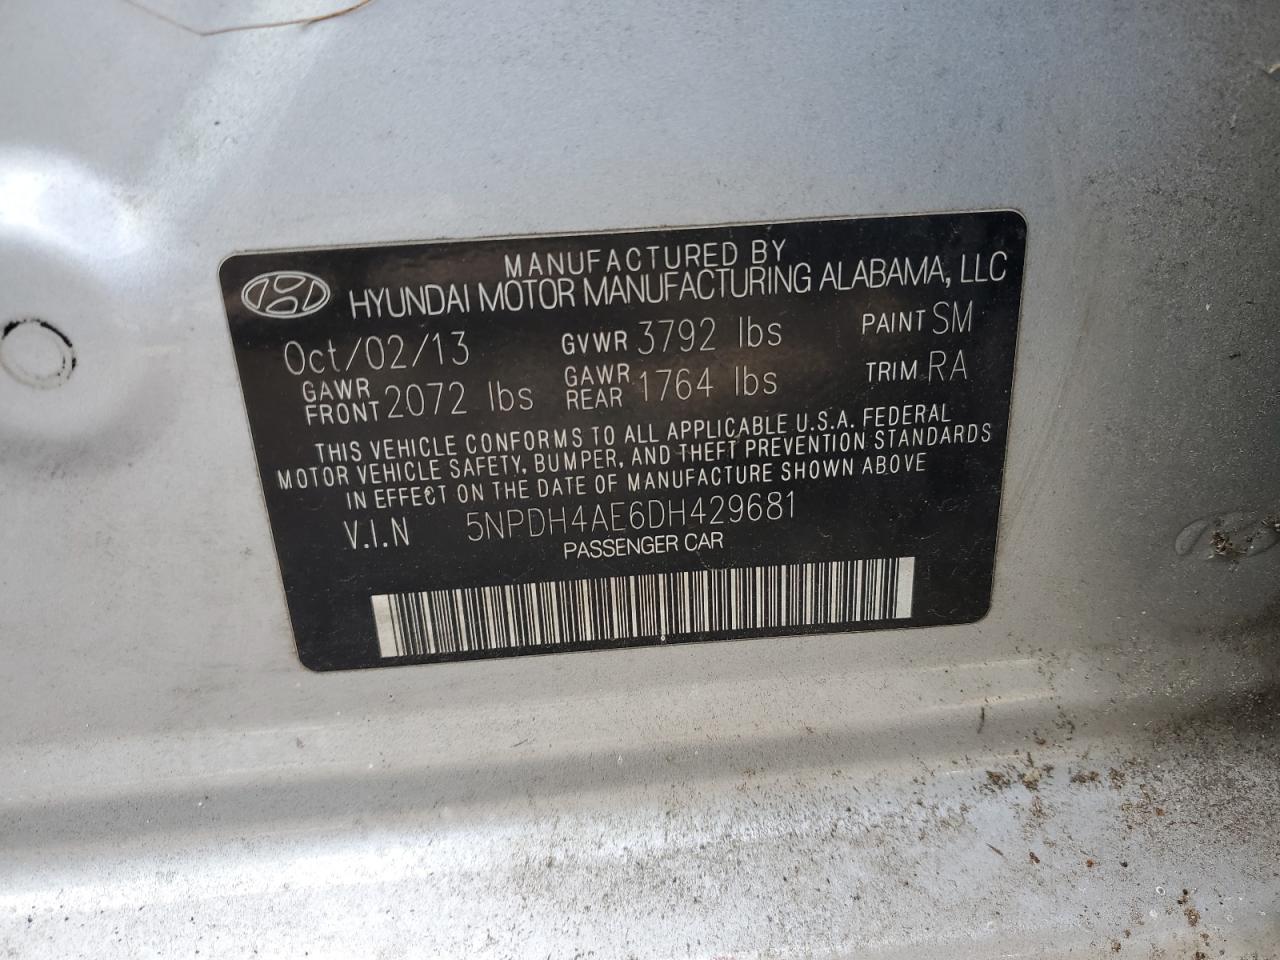 MANUFACTURED BY
HYUNDAI MOTOR MANUFACTURING ALABAMA, LLC
Oct/02/13 GVWR 3792 lbs PAINT SM
GAWR FRONT 2072 lbs GAWR REAR 1764 lbs TRIM RA
THIS VEHICLE CONFORMS TO ALL APPLICABLE U.S.A. FEDERAL
MOTOR VEHICLE SAFETY, BUMPER, AND THEFT PREVENTION STANDARDS
IN EFFECT ON THE DATE OF MANUFACTURE SHOWN ABOVE
V.I.N 5NPDH4AE6DH429681
PASSENGER CAR